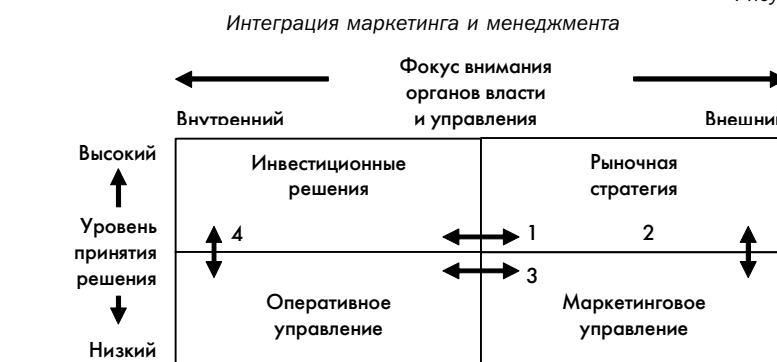 Интеграция маркетинга и менеджмента
Фокус внимания
органов власти
и управления
Внутренний
Высокий
Инвестиционные
решения
Рыночная
стратегия
Уровень
принятия
решения
4
1
2
3
Оперативное
управление
Маркетинговое
управление
Низкий